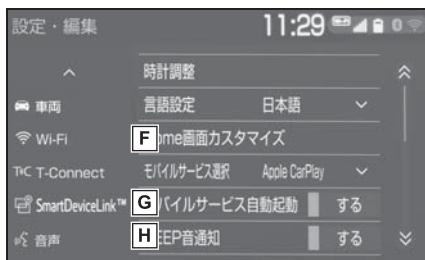 設定・編集 11:29 0
時計調整
車両 言語設定 日本語
Wi-Fi F ome画面カスタマイズ
T-Connect モバイルサービス選択 Apple CarPlay
SmartDeviceLink™ G バイルサービス自動起動 する
音声 H EEP音通知 する